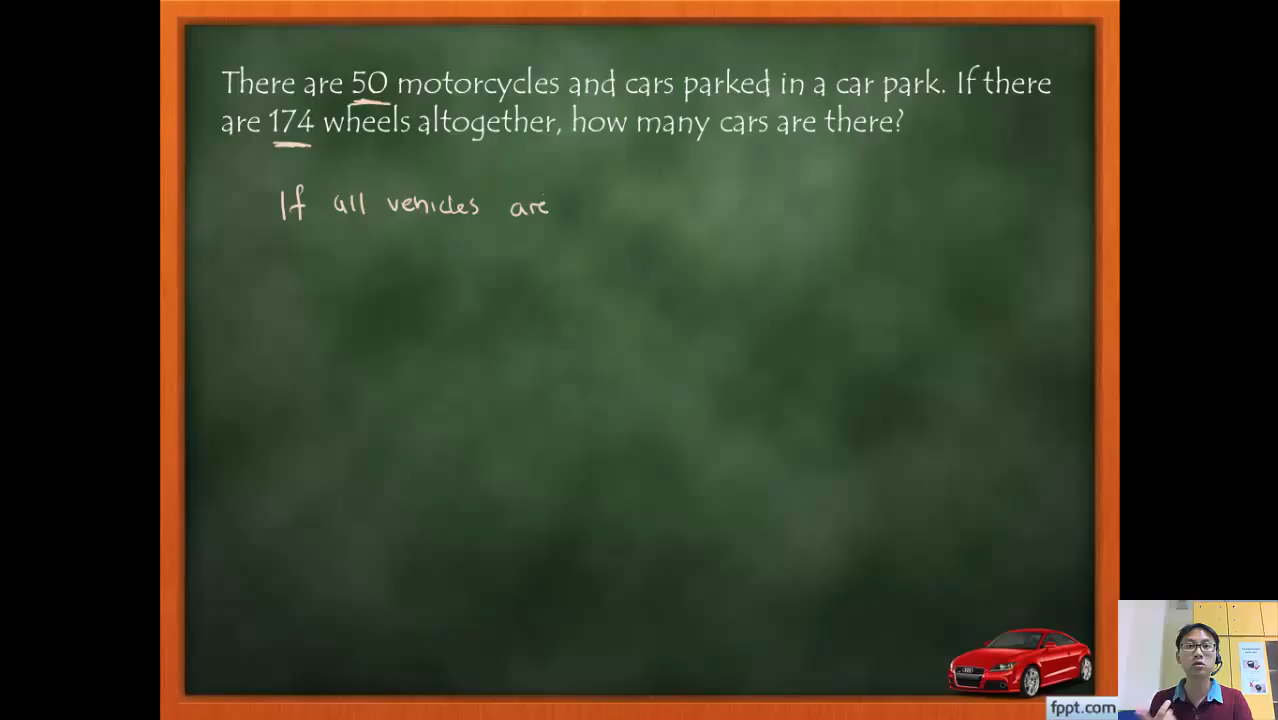 There are 50 motorcycles and cars parked in a car park. If there
are 174 wheels altogether, how many cars are there?
If all vehicles are
fppt.com